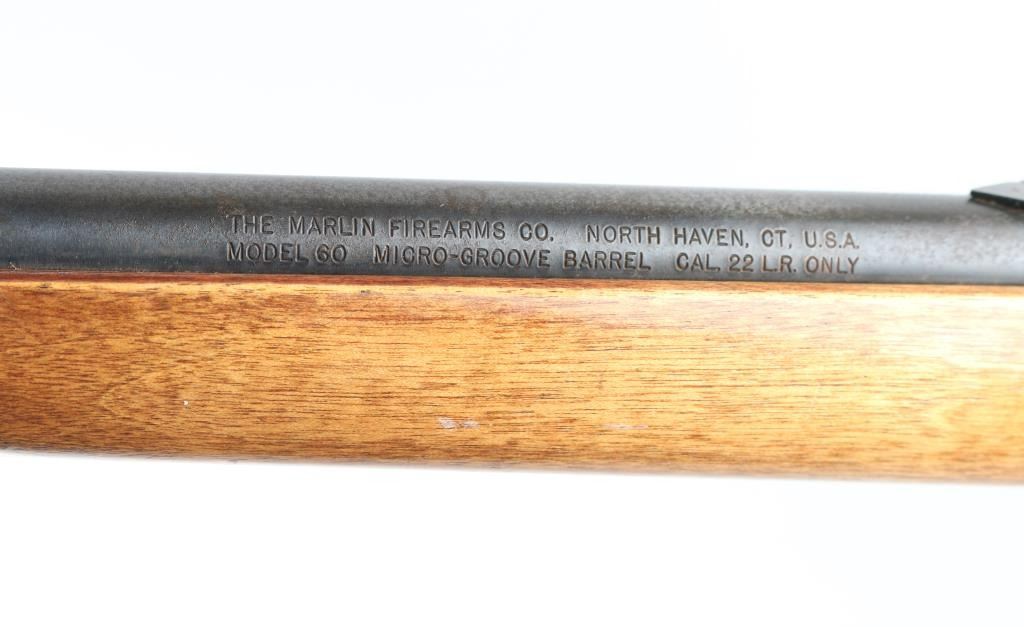 THE MARLIN FIREARMS CO. NORTH HAVEN, CT, U.S.A.
MODEL 60 MICRO-GROOVE BARREL CAL. 22 L.R. ONLY